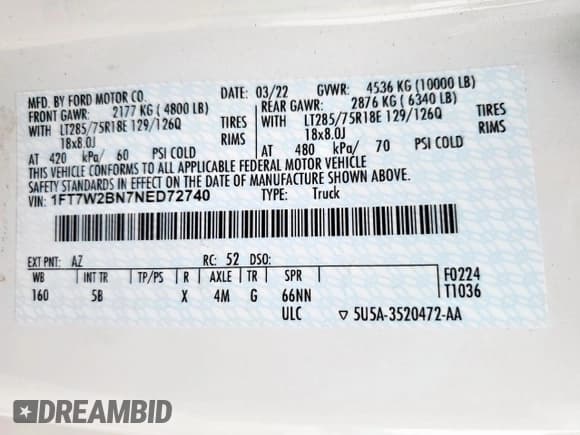 MFD. BY FORD MOTOR CO. DATE: 03/22 GVWR: 4536 KG (10000 LB)
FRONT GAWR: 2177 KG ( 4800 LB) REAR GAWR: 2876 KG ( 6340 LB)
WITH LT285/75R18E 129/126Q TIRES WITH LT285/75R18E 129/126Q TIRES
18x8.0J RIMS 18x8.0J RIMS
AT 420 kPa/ 60 PSI COLD AT 480 kPa/ 70 PSI COLD
THIS VEHICLE CONFORMS TO ALL APPLICABLE FEDERAL MOTOR VEHICLE
SAFETY STANDARDS IN EFFECT ON THE DATE OF MANUFACTURE SHOWN ABOVE.
VIN: 1FT7W2BN7NED72740 TYPE: Truck
EXT PNT: AZ RC: 52 DSO:
WB INT TR TP/PS R AXLE TR SPR F0224
160 5B X 4M G 66NN T1036
ULC ▽ 5U5A-3520472-AA
DREAMBID